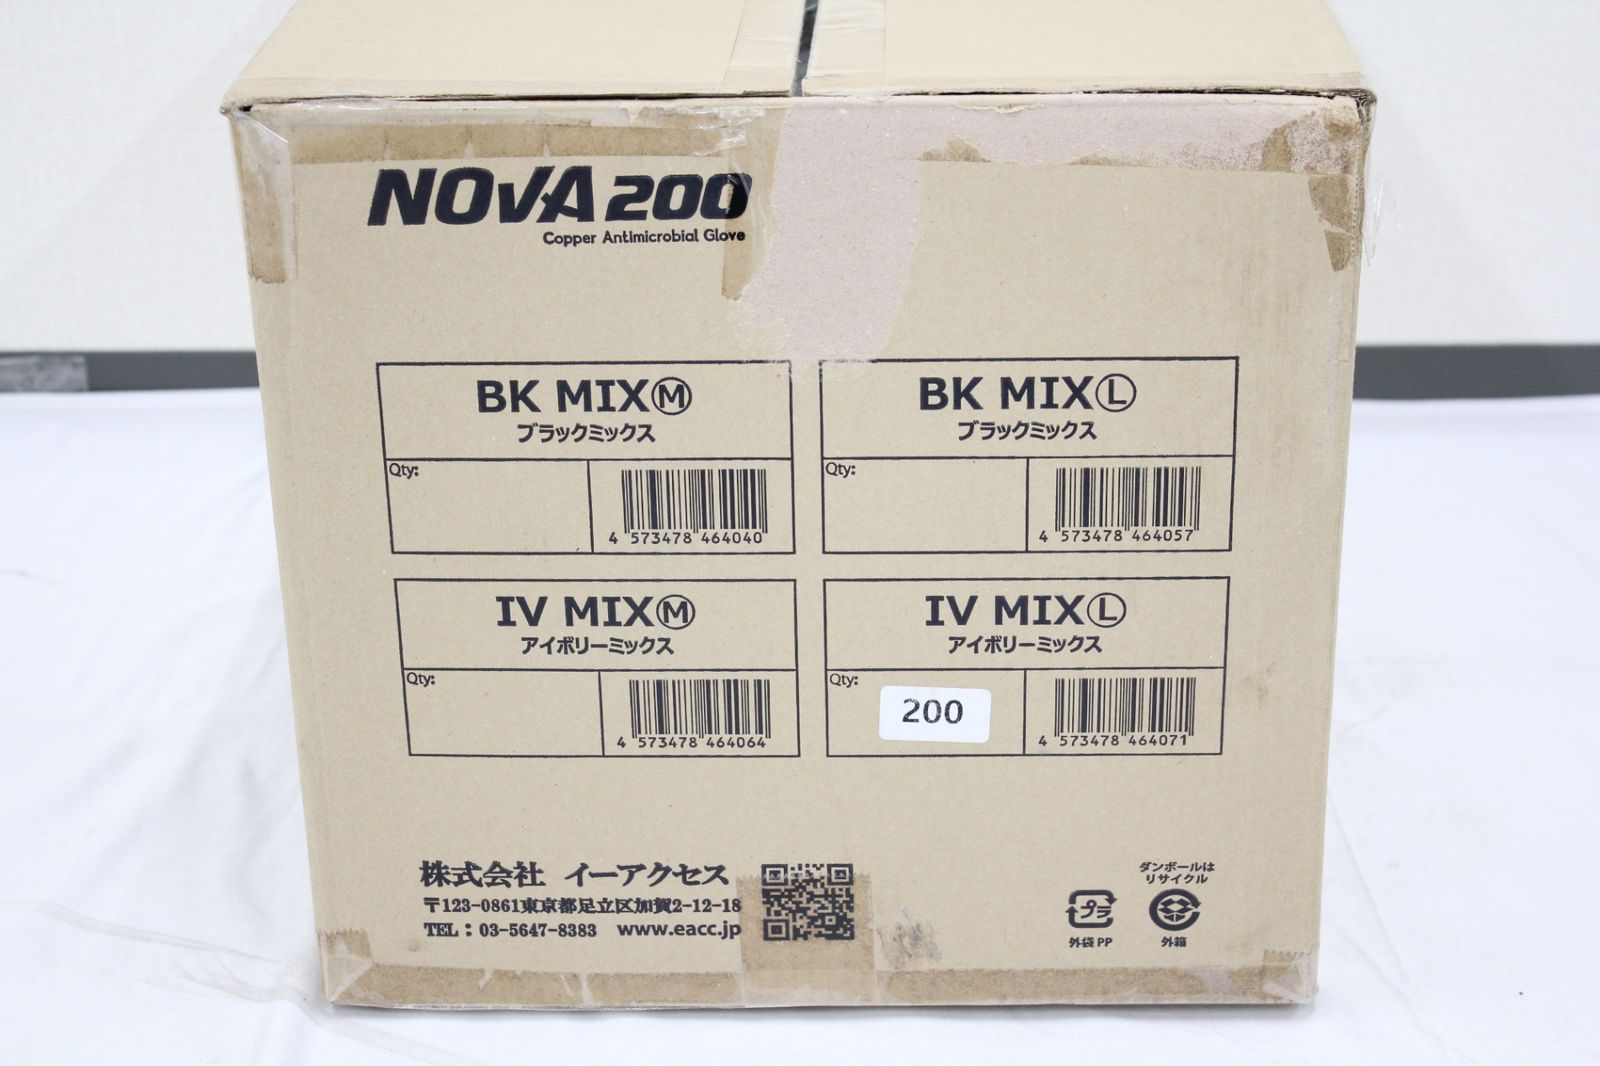 NOVA 200
Copper Antimicrobial Glove
BK MIXⓂ
ブラックミックス
Qty:
4 573478 464040
BK MIXⓁ
ブラックミックス
Qty:
4 573478 464057
IV MIXⓂ
アイボリーミックス
Qty:
4 573478 464064
IV MIXⓁ
アイボリーミックス
Qty:
200
4 573478 464071
株式会社 イーアクセス
〒123-0861東京都足立区加賀2-12-18
TEL：03-5647-8383 www.eacc.jp
プラ
外袋 PP
ダンボールは
リサイクル
外箱